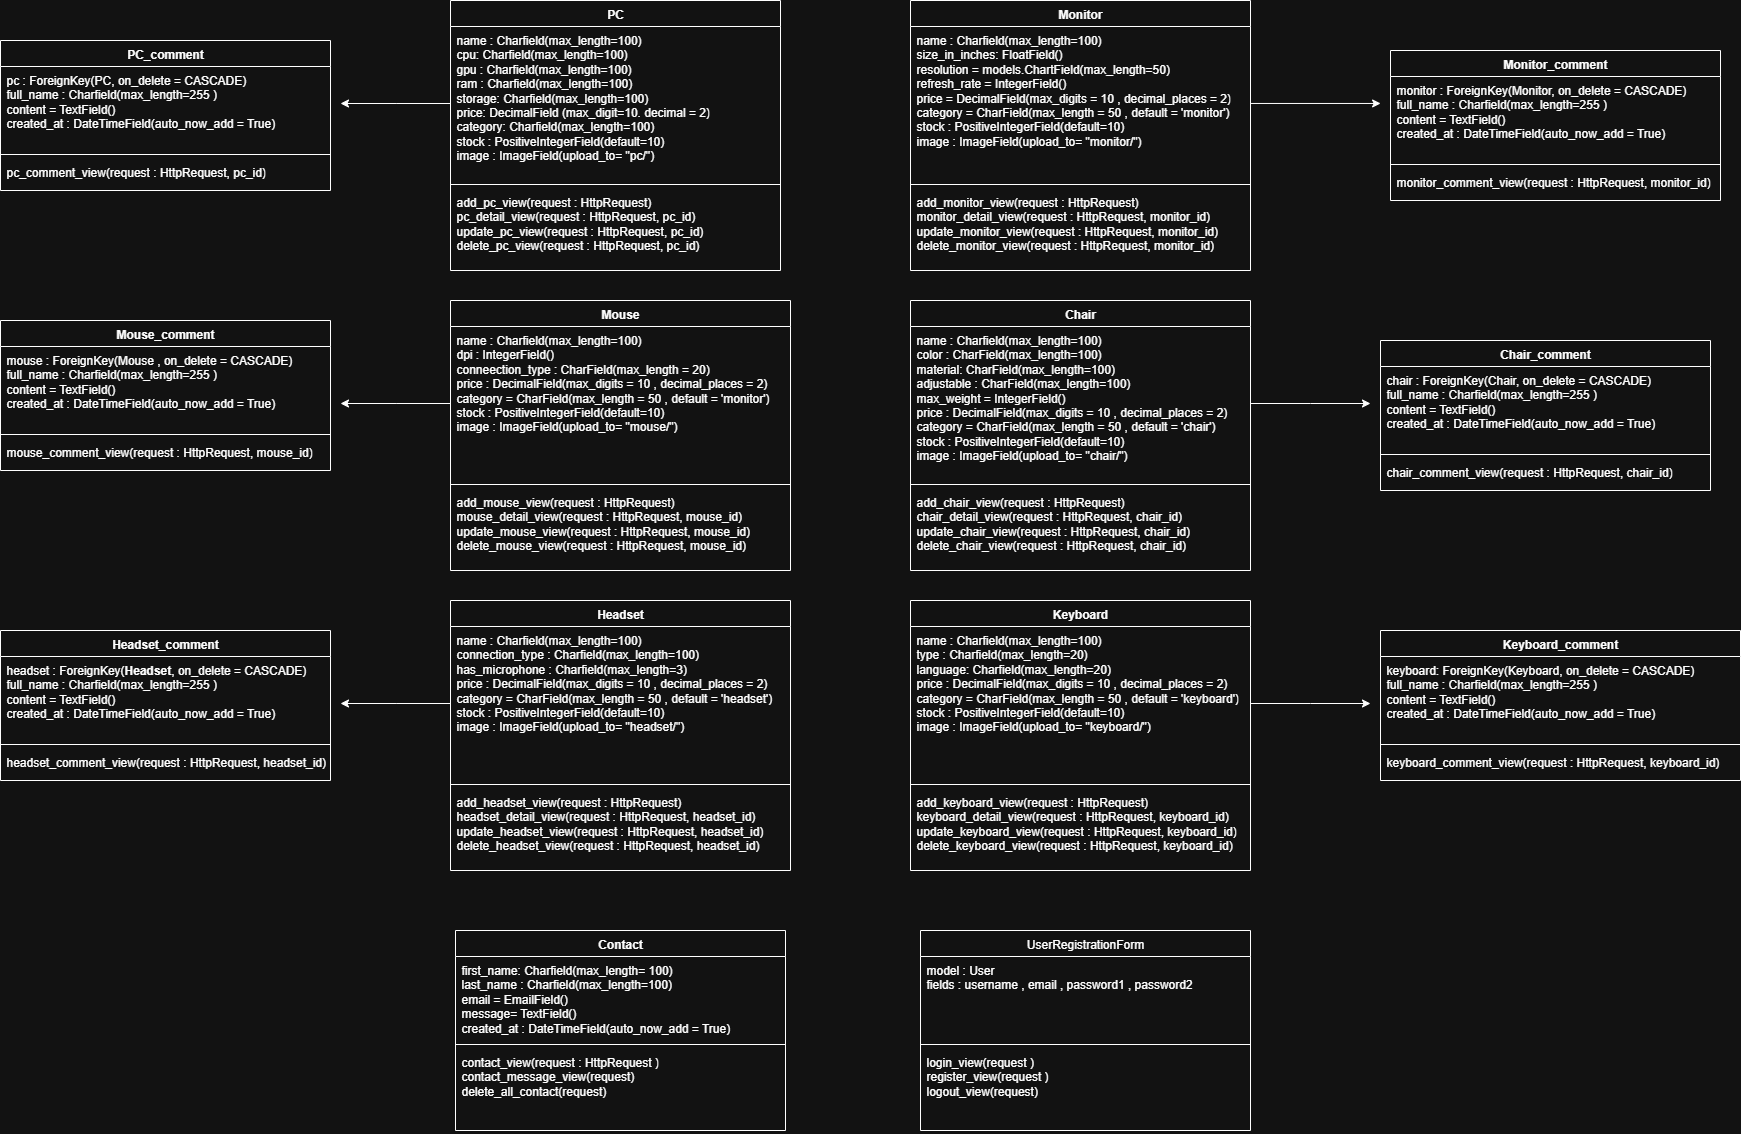 PC
name : Charfield(max_length=100)
cpu: Charfield(max_length=100)
gpu : Charfield(max_length=100)
ram : Charfield(max_length=100)
storage: Charfield(max_length=100)
price: DecimalField (max_digit=10. decimal = 2)
category: Charfield(max_length=100)
stock : PositiveIntegerField(default=10)
image : ImageField(upload_to= "pc/")
add_pc_view(request : HttpRequest)
pc_detail_view(request : HttpRequest, pc_id)
update_pc_view(request : HttpRequest, pc_id)
delete_pc_view(request : HttpRequest, pc_id)
Monitor
name : Charfield(max_length=100)
size_in_inches: FloatField()
resolution = models.ChartField(max_length=50)
refresh_rate = IntegerField()
price = DecimalField(max_digits = 10 , decimal_places = 2)
category = CharField(max_length = 50 , default = 'monitor')
stock : PositiveIntegerField(default=10)
image : ImageField(upload_to= "monitor/")
add_monitor_view(request : HttpRequest)
monitor_detail_view(request : HttpRequest, monitor_id)
update_monitor_view(request : HttpRequest, monitor_id)
delete_monitor_view(request : HttpRequest, monitor_id)
PC_comment
pc : ForeignKey(PC, on_delete = CASCADE)
full_name : Charfield(max_length=255 )
content = TextField()
created_at : DateTimeField(auto_now_add = True)
pc_comment_view(request : HttpRequest, pc_id)
Monitor_comment
monitor : ForeignKey(Monitor, on_delete = CASCADE)
full_name : Charfield(max_length=255 )
content = TextField()
created_at : DateTimeField(auto_now_add = True)
monitor_comment_view(request : HttpRequest, monitor_id)
Mouse
name : Charfield(max_length=100)
dpi : IntegerField()
conneection_type : CharField(max_length = 20)
price : DecimalField(max_digits = 10 , decimal_places = 2)
category = CharField(max_length = 50 , default = 'monitor')
stock : PositiveIntegerField(default=10)
image : ImageField(upload_to= "mouse/")
add_mouse_view(request : HttpRequest)
mouse_detail_view(request : HttpRequest, mouse_id)
update_mouse_view(request : HttpRequest, mouse_id)
delete_mouse_view(request : HttpRequest, mouse_id)
Chair
name : Charfield(max_length=100)
color : CharField(max_length=100)
material: CharField(max_length=100)
adjustable : CharField(max_length=100)
max_weight = IntegerField()
price : DecimalField(max_digits = 10 , decimal_places = 2)
category = CharField(max_length = 50 , default = 'chair')
stock : PositiveIntegerField(default=10)
image : ImageField(upload_to= "chair/")
add_chair_view(request : HttpRequest)
chair_detail_view(request : HttpRequest, chair_id)
update_chair_view(request : HttpRequest, chair_id)
delete_chair_view(request : HttpRequest, chair_id)
Mouse_comment
mouse : ForeignKey(Mouse , on_delete = CASCADE)
full_name : Charfield(max_length=255 )
content = TextField()
created_at : DateTimeField(auto_now_add = True)
mouse_comment_view(request : HttpRequest, mouse_id)
Chair_comment
chair : ForeignKey(Chair, on_delete = CASCADE)
full_name : Charfield(max_length=255 )
content = TextField()
created_at : DateTimeField(auto_now_add = True)
chair_comment_view(request : HttpRequest, chair_id)
Headset
name : Charfield(max_length=100)
connection_type : Charfield(max_length=100)
has_microphone : Charfield(max_length=3)
price : DecimalField(max_digits = 10 , decimal_places = 2)
category = CharField(max_length = 50 , default = 'headset')
stock : PositiveIntegerField(default=10)
image : ImageField(upload_to= "headset/")
add_headset_view(request : HttpRequest)
headset_detail_view(request : HttpRequest, headset_id)
update_headset_view(request : HttpRequest, headset_id)
delete_headset_view(request : HttpRequest, headset_id)
Keyboard
name : Charfield(max_length=100)
type : Charfield(max_length=20)
language: Charfield(max_length=20)
price : DecimalField(max_digits = 10 , decimal_places = 2)
category = CharField(max_length = 50 , default = 'keyboard')
stock : PositiveIntegerField(default=10)
image : ImageField(upload_to= "keyboard/")
add_keyboard_view(request : HttpRequest)
keyboard_detail_view(request : HttpRequest, keyboard_id)
update_keyboard_view(request : HttpRequest, keyboard_id)
delete_keyboard_view(request : HttpRequest, keyboard_id)
Headset_comment
headset : ForeignKey(Headset, on_delete = CASCADE)
full_name : Charfield(max_length=255 )
content = TextField()
created_at : DateTimeField(auto_now_add = True)
headset_comment_view(request : HttpRequest, headset_id)
Keyboard_comment
keyboard: ForeignKey(Keyboard, on_delete = CASCADE)
full_name : Charfield(max_length=255 )
content = TextField()
created_at : DateTimeField(auto_now_add = True)
keyboard_comment_view(request : HttpRequest, keyboard_id)
Contact
first_name: Charfield(max_length= 100)
last_name : Charfield(max_length=100)
email = EmailField()
message= TextField()
created_at : DateTimeField(auto_now_add = True)
contact_view(request : HttpRequest )
contact_message_view(request)
delete_all_contact(request)
UserRegistrationForm
model : User
fields : username , email , password1 , password2
login_view(request )
register_view(request )
logout_view(request)